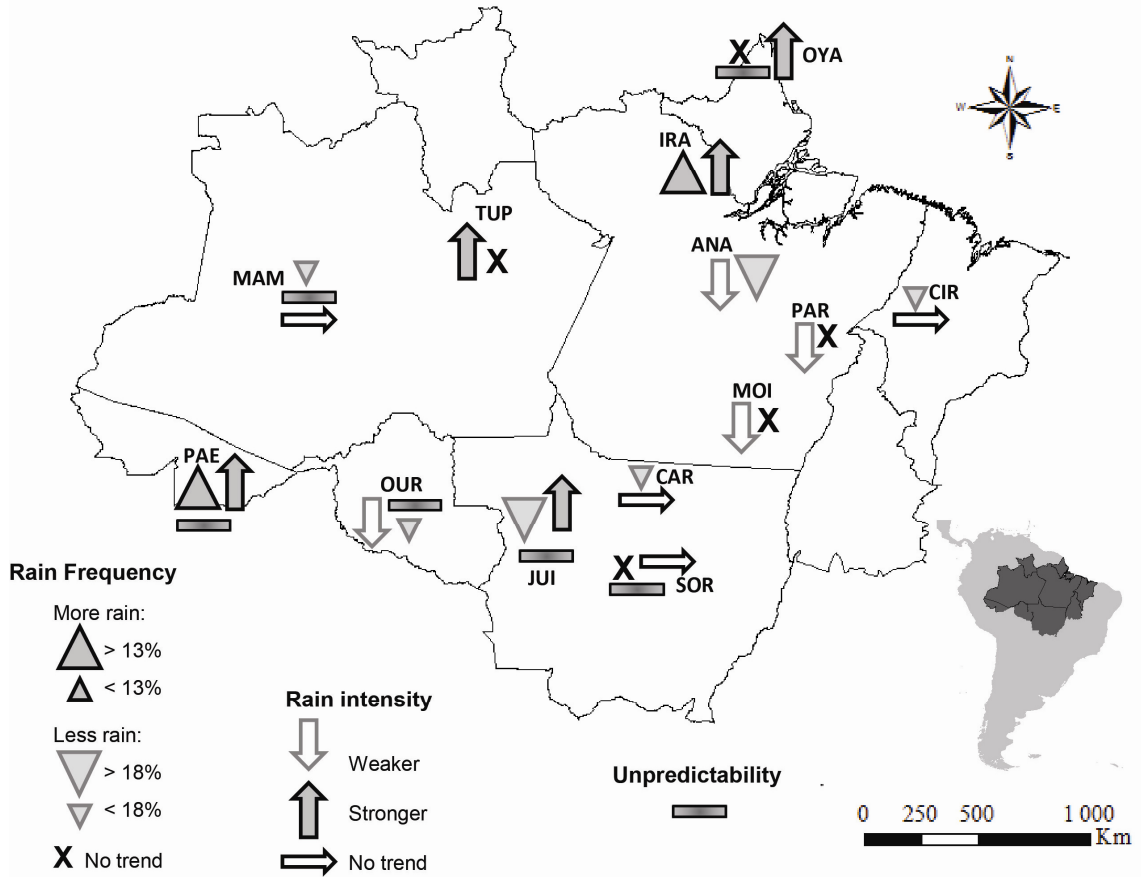 X
OYA
N
W
E
S
IRA
TUP
X
ANA
MAM
CIR
PAR
X
MOI
X
PAE
OUR
CAR
JUI
X
SOR
Rain Frequency
More rain:
> 13%
< 13%
Less rain:
> 18%
< 18%
X No trend
Rain intensity
Weaker
Stronger
No trend
Unpredictability
0 250 500 1 000
Km